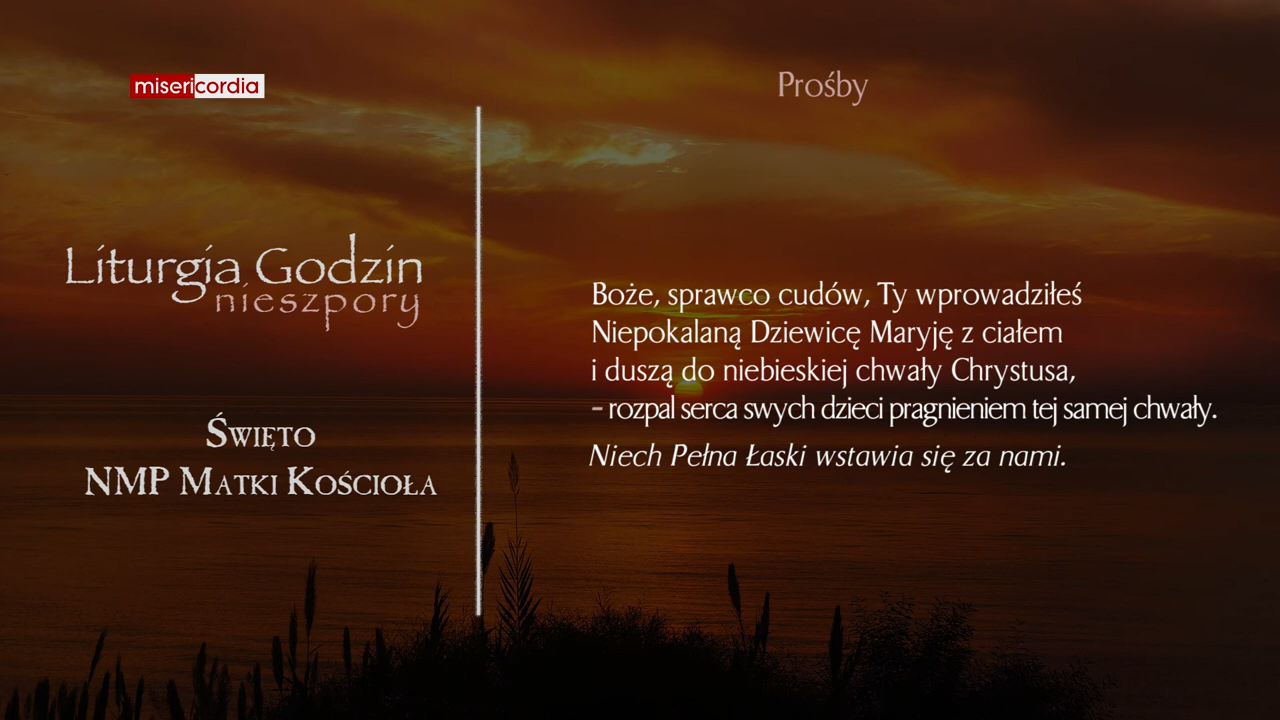 misericordia
Liturgia Godzin
nieszpory
Święto
NMP Matki Kościoła
Prośby
Boże, sprawco cudów, Ty wprowadziłeś
Niepokalaną Dziewicę Maryję z ciałem
i duszą do niebieskiej chwały Chrystusa,
- rozpal serca swych dzieci pragnieniem tej samej chwały.
Niech Pełna Łaski wstawia się za nami.